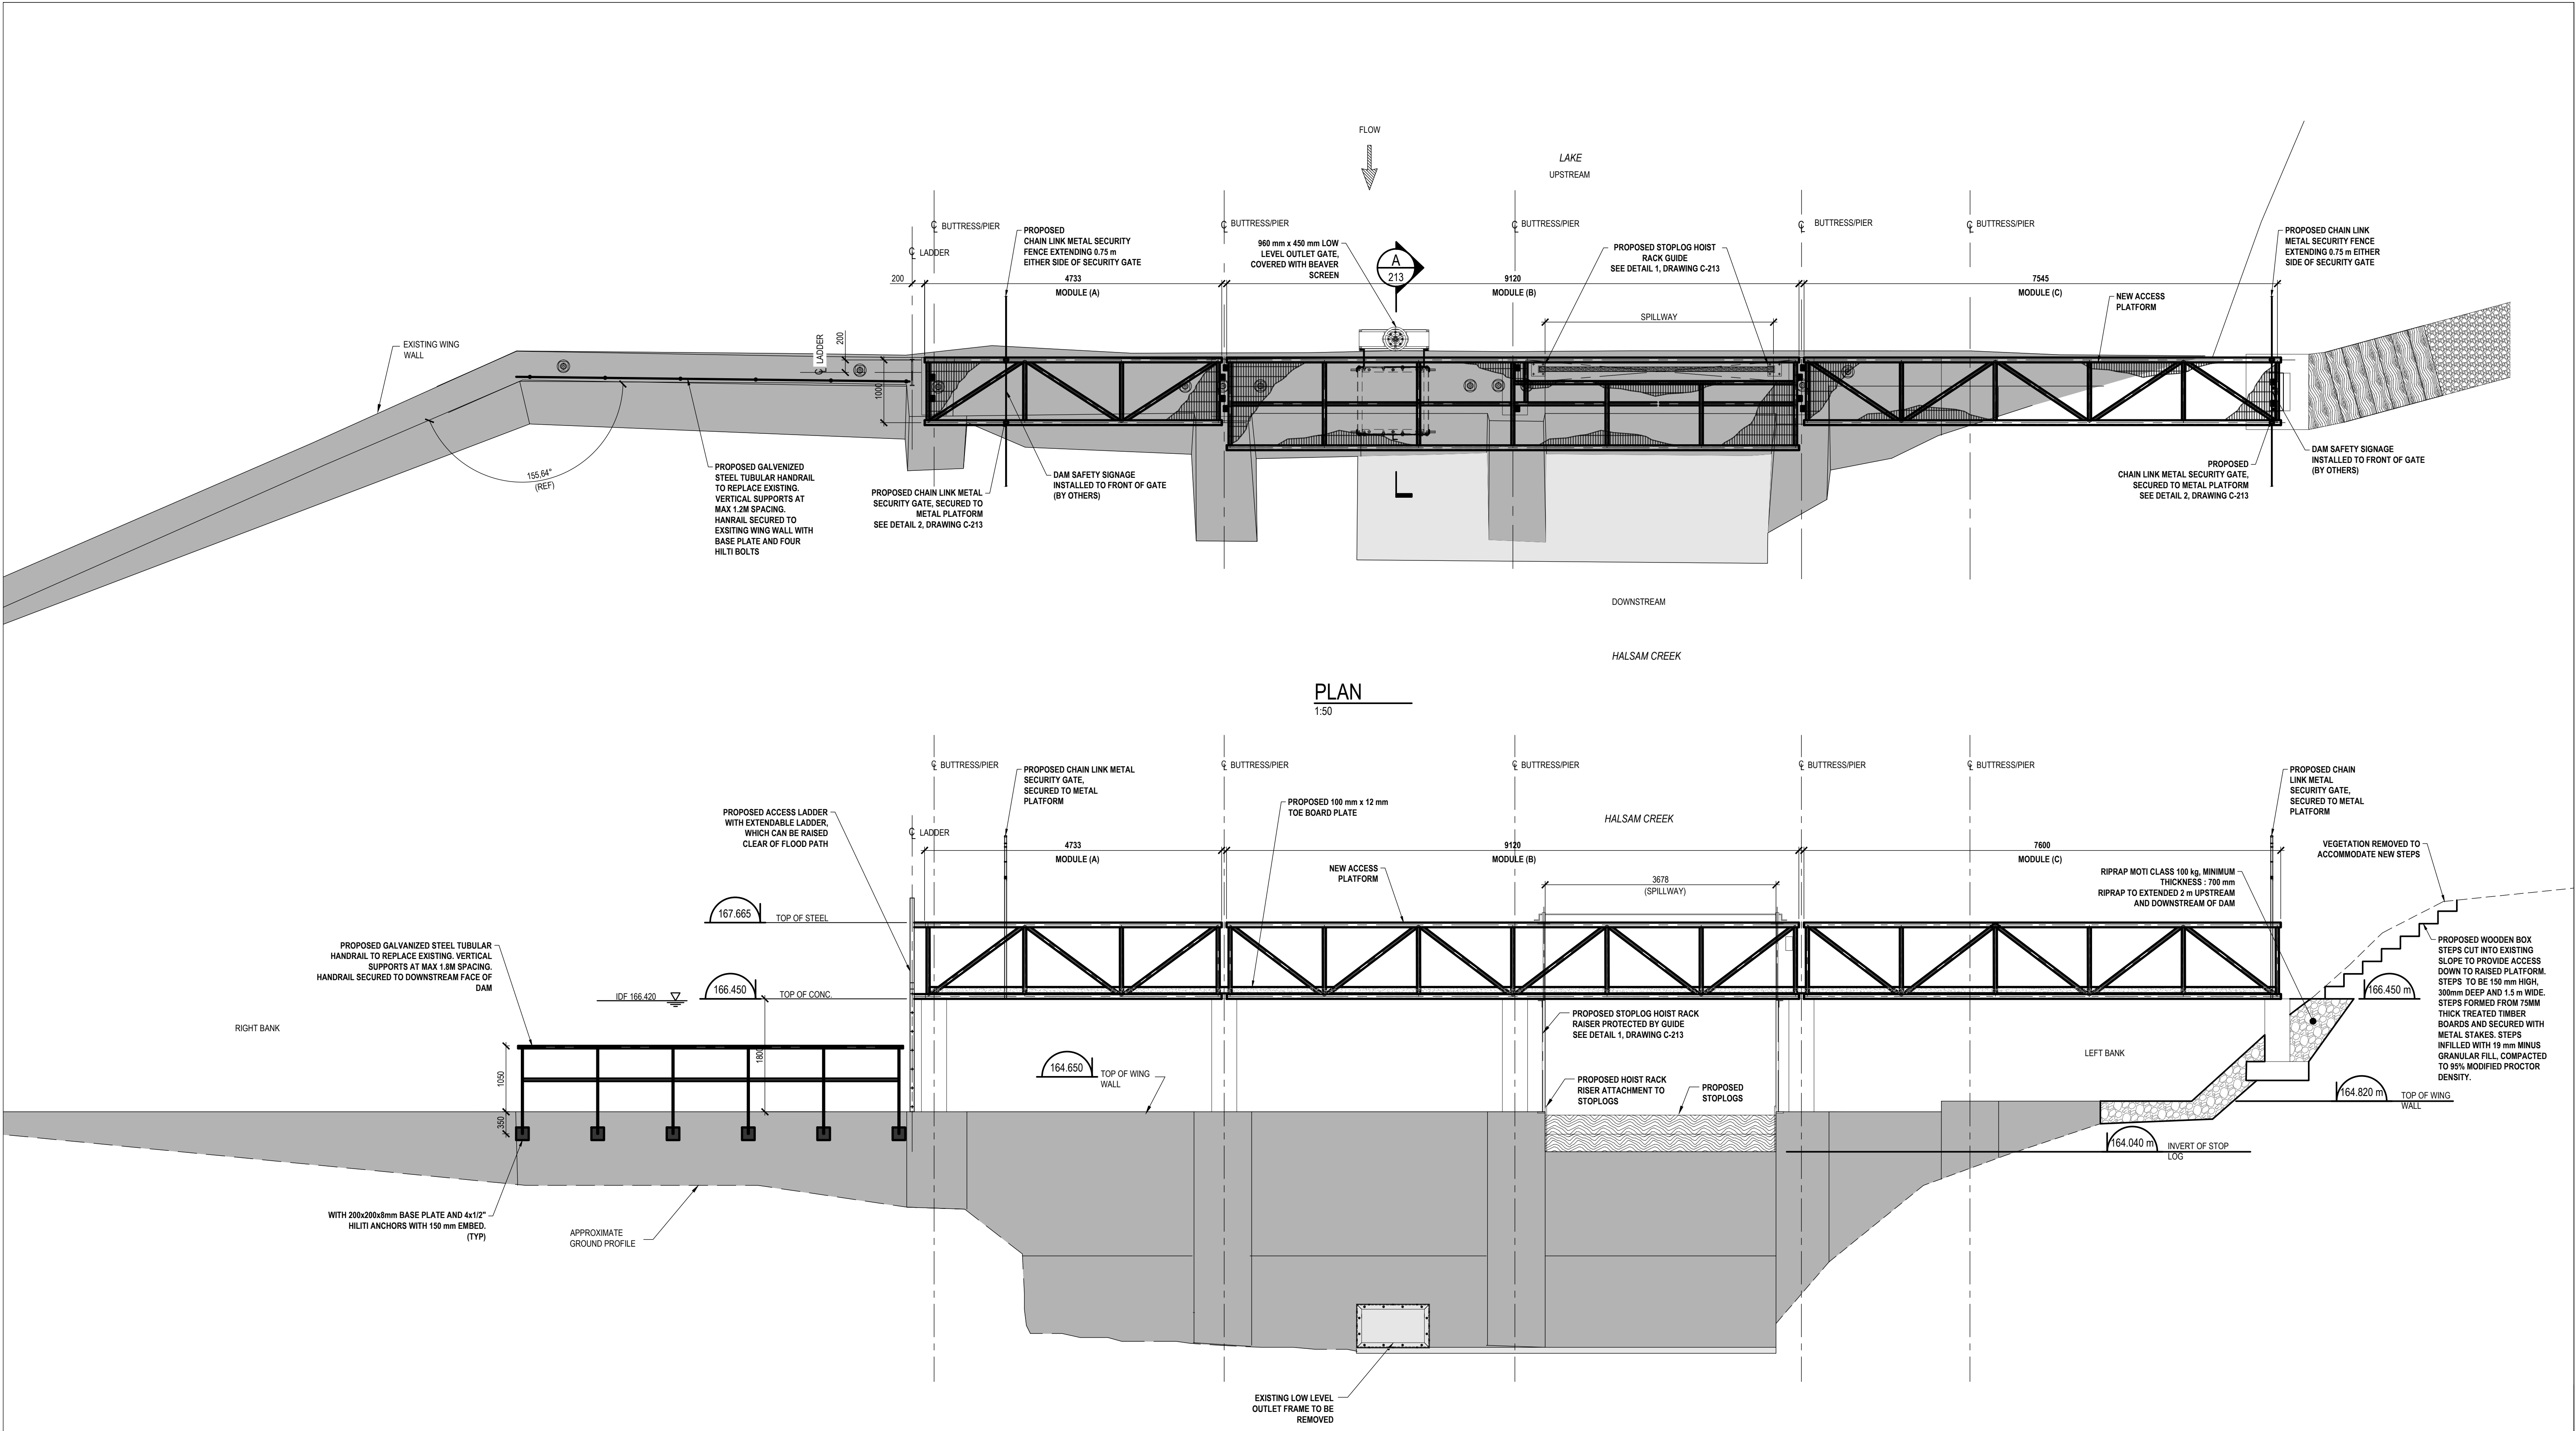 FLOW
LAKE
UPSTREAM
℄ BUTTRESS/PIER
℄ BUTTRESS/PIER
℄ BUTTRESS/PIER
℄ BUTTRESS/PIER
℄ BUTTRESS/PIER
℄ LADDER
PROPOSED
CHAIN LINK METAL SECURITY
FENCE EXTENDING 0.75 m
EITHER SIDE OF SECURITY GATE
960 mm x 450 mm LOW
LEVEL OUTLET GATE,
COVERED WITH BEAVER
SCREEN
A
213
PROPOSED STOPLOG HOIST
RACK GUIDE
SEE DETAIL 1, DRAWING C-213
PROPOSED CHAIN LINK
METAL SECURITY FENCE
EXTENDING 0.75 m EITHER
SIDE OF SECURITY GATE
200
4733
MODULE (A)
9120
MODULE (B)
7545
MODULE (C)
NEW ACCESS
PLATFORM
SPILLWAY
EXISTING WING
WALL
℄ LADDER
200
1000
155.64°
(REF)
PROPOSED GALVENIZED
STEEL TUBULAR HANDRAIL
TO REPLACE EXISTING.
VERTICAL SUPPORTS AT
MAX 1.2M SPACING.
HANRAIL SECURED TO
EXSITING WING WALL WITH
BASE PLATE AND FOUR
HILTI BOLTS
PROPOSED CHAIN LINK METAL
SECURITY GATE, SECURED TO
METAL PLATFORM
SEE DETAIL 2, DRAWING C-213
DAM SAFETY SIGNAGE
INSTALLED TO FRONT OF GATE
(BY OTHERS)
PROPOSED
CHAIN LINK METAL SECURITY GATE,
SECURED TO METAL PLATFORM
SEE DETAIL 2, DRAWING C-213
DAM SAFETY SIGNAGE
INSTALLED TO FRONT OF GATE
(BY OTHERS)
DOWNSTREAM
HALSAM CREEK
PLAN
1:50
℄ BUTTRESS/PIER
℄ BUTTRESS/PIER
℄ BUTTRESS/PIER
℄ BUTTRESS/PIER
℄ BUTTRESS/PIER
PROPOSED CHAIN LINK METAL
SECURITY GATE,
SECURED TO METAL
PLATFORM
PROPOSED CHAIN
LINK METAL
SECURITY GATE,
SECURED TO METAL
PLATFORM
PROPOSED ACCESS LADDER
WITH EXTENDABLE LADDER,
WHICH CAN BE RAISED
CLEAR OF FLOOD PATH
℄ LADDER
PROPOSED 100 mm x 12 mm
TOE BOARD PLATE
HALSAM CREEK
4733
MODULE (A)
9120
MODULE (B)
7600
MODULE (C)
VEGETATION REMOVED TO
ACCOMMODATE NEW STEPS
NEW ACCESS
PLATFORM
3678
(SPILLWAY)
RIPRAP MOTI CLASS 100 kg, MINIMUM
THICKNESS : 700 mm
RIPRAP TO EXTENDED 2 m UPSTREAM
AND DOWNSTREAM OF DAM
167.665
TOP OF STEEL
PROPOSED GALVANIZED STEEL TUBULAR
HANDRAIL TO REPLACE EXISTING. VERTICAL
SUPPORTS AT MAX 1.8M SPACING.
HANDRAIL SECURED TO DOWNSTREAM FACE OF
DAM
PROPOSED WOODEN BOX
STEPS CUT INTO EXISTING
SLOPE TO PROVIDE ACCESS
DOWN TO RAISED PLATFORM.
STEPS TO BE 150 mm HIGH,
300mm DEEP AND 1.5 m WIDE.
STEPS FORMED FROM 75MM
THICK TREATED TIMBER
BOARDS AND SECURED WITH
METAL STAKES. STEPS
INFILLED WITH 19 mm MINUS
GRANULAR FILL, COMPACTED
TO 95% MODIFIED PROCTOR
DENSITY.
IDF 166.420
166.450
TOP OF CONC.
166.450 m
RIGHT BANK
PROPOSED STOPLOG HOIST RACK
RAISER PROTECTED BY GUIDE
SEE DETAIL 1, DRAWING C-213
LEFT BANK
1050
350
1800
164.650
TOP OF WING
WALL
PROPOSED HOIST RACK
RISER ATTACHMENT TO
STOPLOGS
PROPOSED
STOPLOGS
164.820 m
TOP OF WING
WALL
164.040 m
INVERT OF STOP
LOG
WITH 200x200x8mm BASE PLATE AND 4x1/2"
HILITI ANCHORS WITH 150 mm EMBED.
(TYP)
APPROXIMATE
GROUND PROFILE
EXISTING LOW LEVEL
OUTLET FRAME TO BE
REMOVED